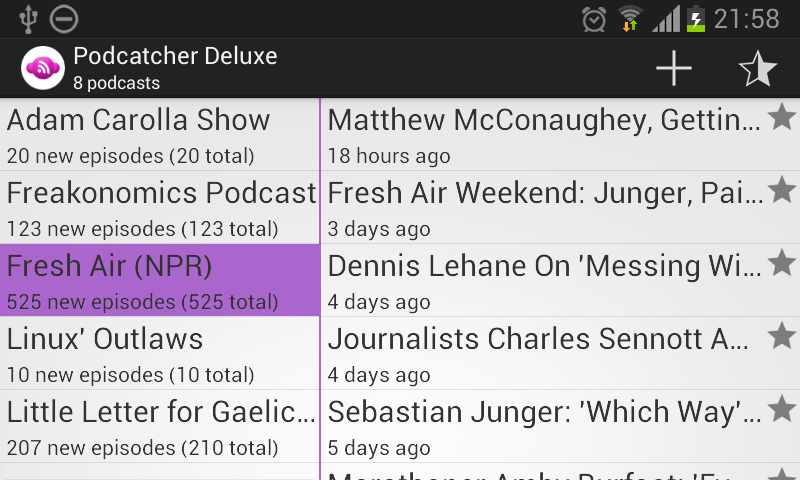 21:58
Podcatcher Deluxe
8 podcasts
Adam Carolla Show
20 new episodes (20 total)
Freakonomics Podcast
123 new episodes (123 total)
Fresh Air (NPR)
525 new episodes (525 total)
Linux' Outlaws
10 new episodes (10 total)
Little Letter for Gaelic...
207 new episodes (210 total)
Matthew McConaughey, Gettin...
18 hours ago
Fresh Air Weekend: Junger, Pai...
3 days ago
Dennis Lehane On 'Messing Wi...
4 days ago
Journalists Charles Sennott A...
4 days ago
Sebastian Junger: 'Which Way'...
5 days ago